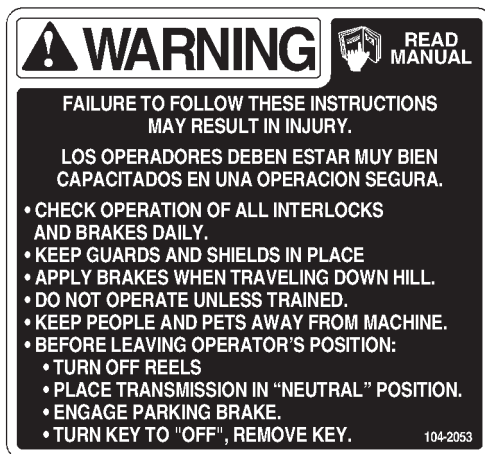 WARNING
READ
MANUAL
FAILURE TO FOLLOW THESE INSTRUCTIONS
MAY RESULT IN INJURY.
LOS OPERADORES DEBEN ESTAR MUY BIEN
CAPACITADOS EN UNA OPERACION SEGURA.
• CHECK OPERATION OF ALL INTERLOCKS
AND BRAKES DAILY.
• KEEP GUARDS AND SHIELDS IN PLACE
• APPLY BRAKES WHEN TRAVELING DOWN HILL.
• DO NOT OPERATE UNLESS TRAINED.
• KEEP PEOPLE AND PETS AWAY FROM MACHINE.
• BEFORE LEAVING OPERATOR'S POSITION:
• TURN OFF REELS
• PLACE TRANSMISSION IN “NEUTRAL” POSITION.
• ENGAGE PARKING BRAKE.
• TURN KEY TO "OFF", REMOVE KEY.
104-2053